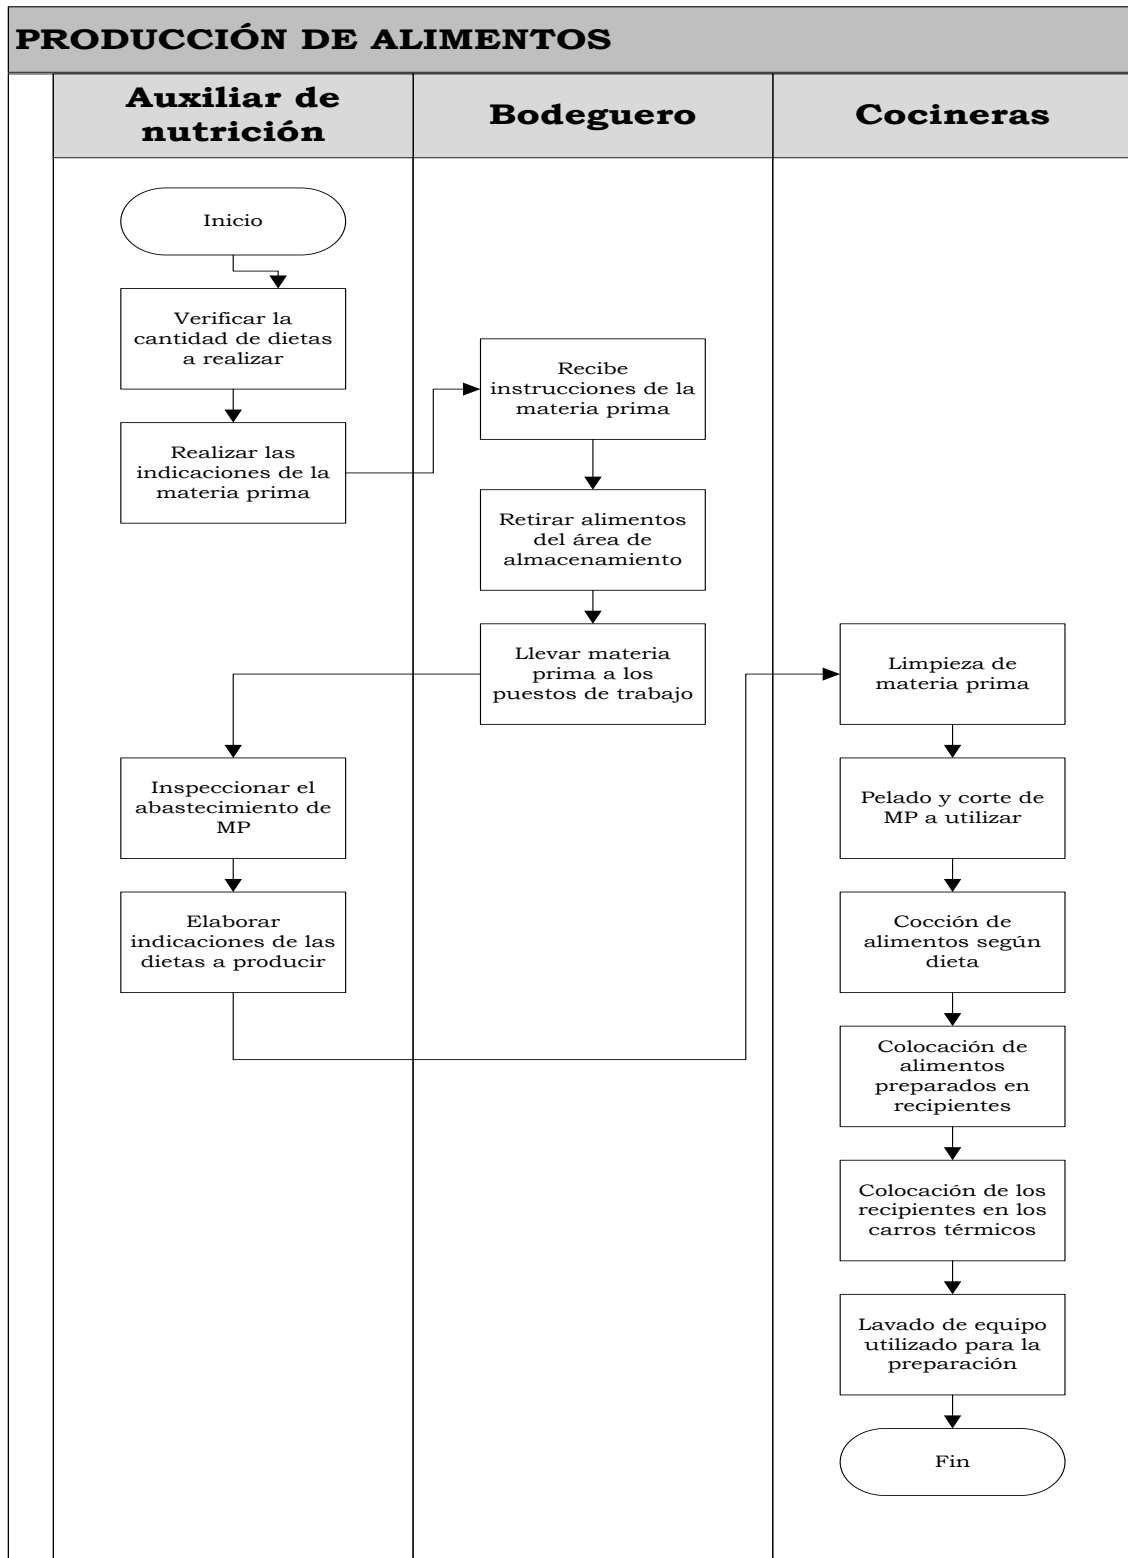 PRODUCCIÓN DE ALIMENTOS
Auxiliar de
nutrición
Bodeguero
Cocineras
Inicio
Verificar la
cantidad de dietas
a realizar
Realizar las
indicaciones de la
materia prima
Recibe
instrucciones de la
materia prima
Retirar alimentos
del área de
almacenamiento
Llevar materia
prima a los
puestos de trabajo
Inspeccionar el
abastecimiento de
MP
Elaborar
indicaciones de las
dietas a producir
Limpieza de
materia prima
Pelado y corte de
MP a utilizar
Cocción de
alimentos según
dieta
Colocación de
alimentos
preparados en
recipientes
Colocación de los
recipientes en los
carros térmicos
Lavado de equipo
utilizado para la
preparación
Fin